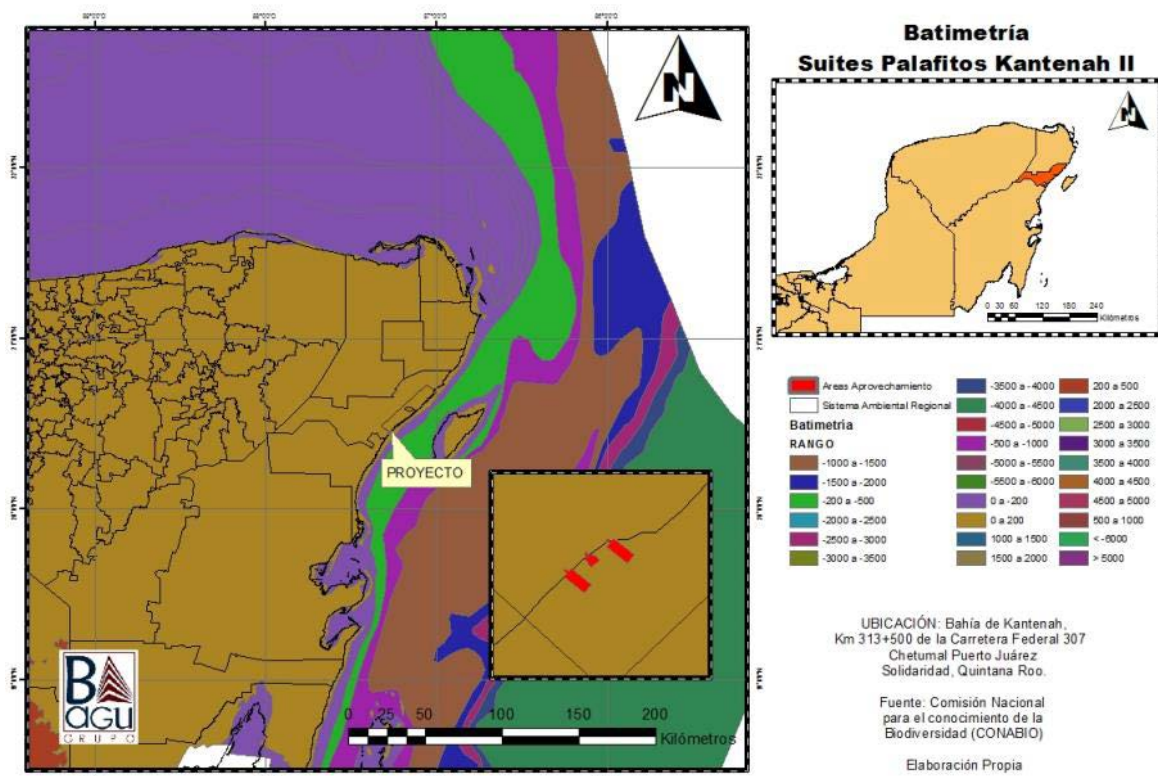 Batimetría
Suites Palafitos Kantenah II
N
N
0 30 60 120 180 240
Kilómetros
PROYECTO
0 25 50 100 150 200
Kilómetros
B
AGU
GRUPO
Areas Aprovechamiento
Sistema Ambiental Regional
Batimetría
RANGO
-1000 a -1500
-1500 a -2000
-200 a -500
-2000 a -2500
-2500 a -3000
-3000 a -3500
-3500 a -4000
-4000 a -4500
-4500 a -5000
-500 a -1000
-5000 a -5500
-5500 a -6000
0 a -200
0 a 200
1000 a 1500
1500 a 2000
200 a 500
2000 a 2500
2500 a 3000
3000 a 3500
3500 a 4000
4000 a 4500
4500 a 5000
500 a 1000
< -6000
> 5000
UBICACIÓN: Bahía de Kantenah,
Km 313+500 de la Carretera Federal 307
Chetumal Puerto Juárez
Solidaridad, Quintana Roo.
Fuente: Comisión Nacional
para el conocimiento de la
Biodiversidad (CONABIO)
Elaboración Propia